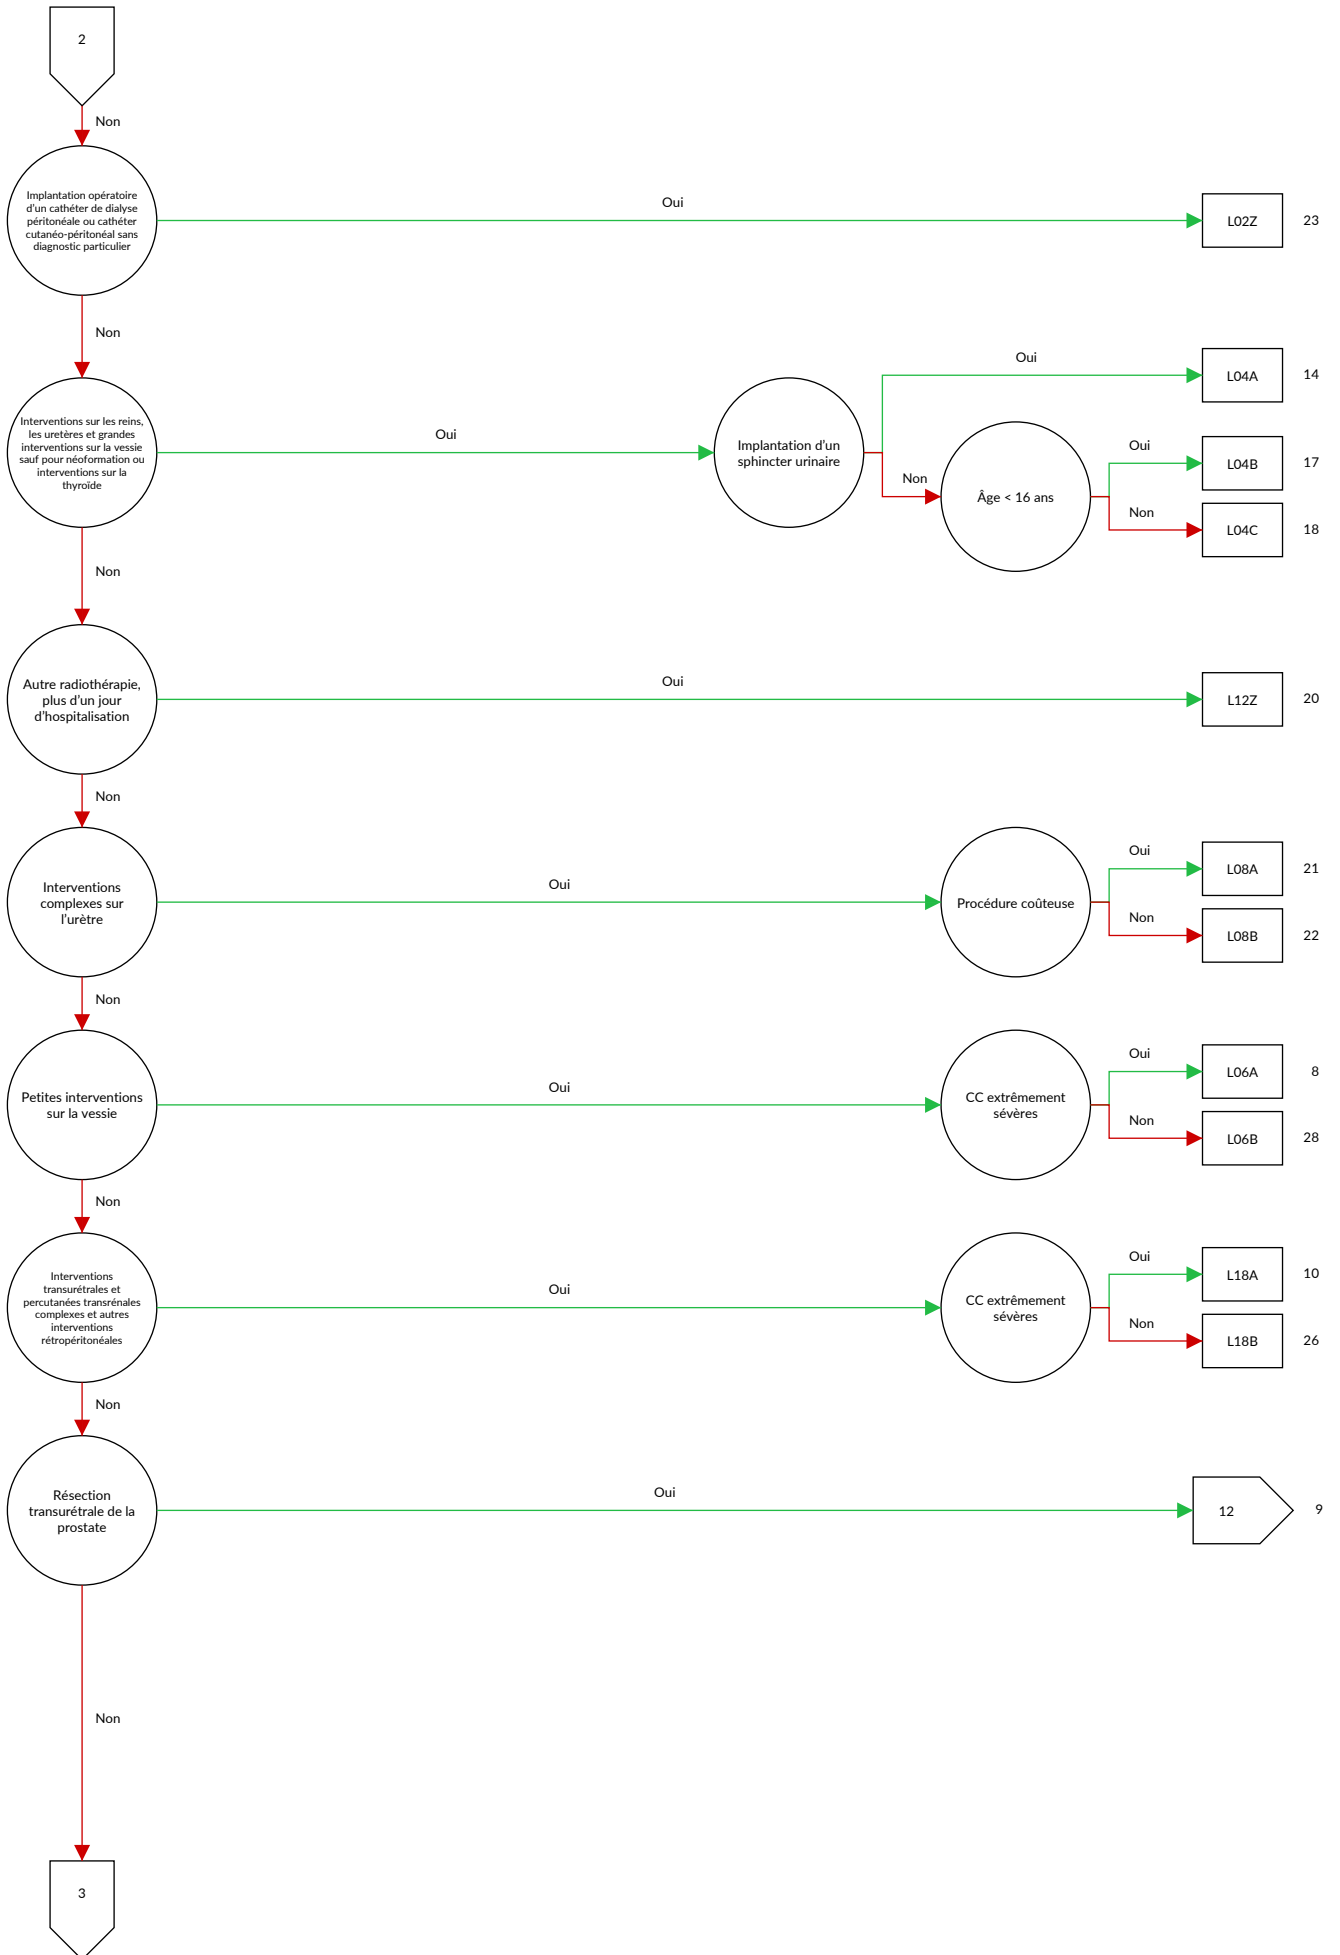 2
Non
Implantation opératoire
d'un cathéter de dialyse
péritonéale ou cathéter
cutanéo-péritonéal sans
diagnostic particulier
Oui
L02Z
23
Non
Interventions sur les reins,
les uretères et grandes
interventions sur la vessie
sauf pour néoformation ou
interventions sur la
thyroïde
Oui
Implantation d'un
sphincter urinaire
Oui
L04A
14
Non
Âge < 16 ans
Oui
L04B
17
Non
L04C
18
Non
Autre radiothérapie,
plus d'un jour
d'hospitalisation
Oui
L12Z
20
Non
Interventions
complexes sur
l'urètre
Oui
Procédure coûteuse
Oui
L08A
21
Non
L08B
22
Non
Petites interventions
sur la vessie
Oui
CC extrêmement
sévères
Oui
L06A
8
Non
L06B
28
Non
Interventions
transurétrales et
percutanées transrénales
complexes et autres
interventions
rétropéritonéales
Oui
CC extrêmement
sévères
Oui
L18A
10
Non
L18B
26
Non
Résection
transurétrale de la
prostate
Oui
12
9
Non
3